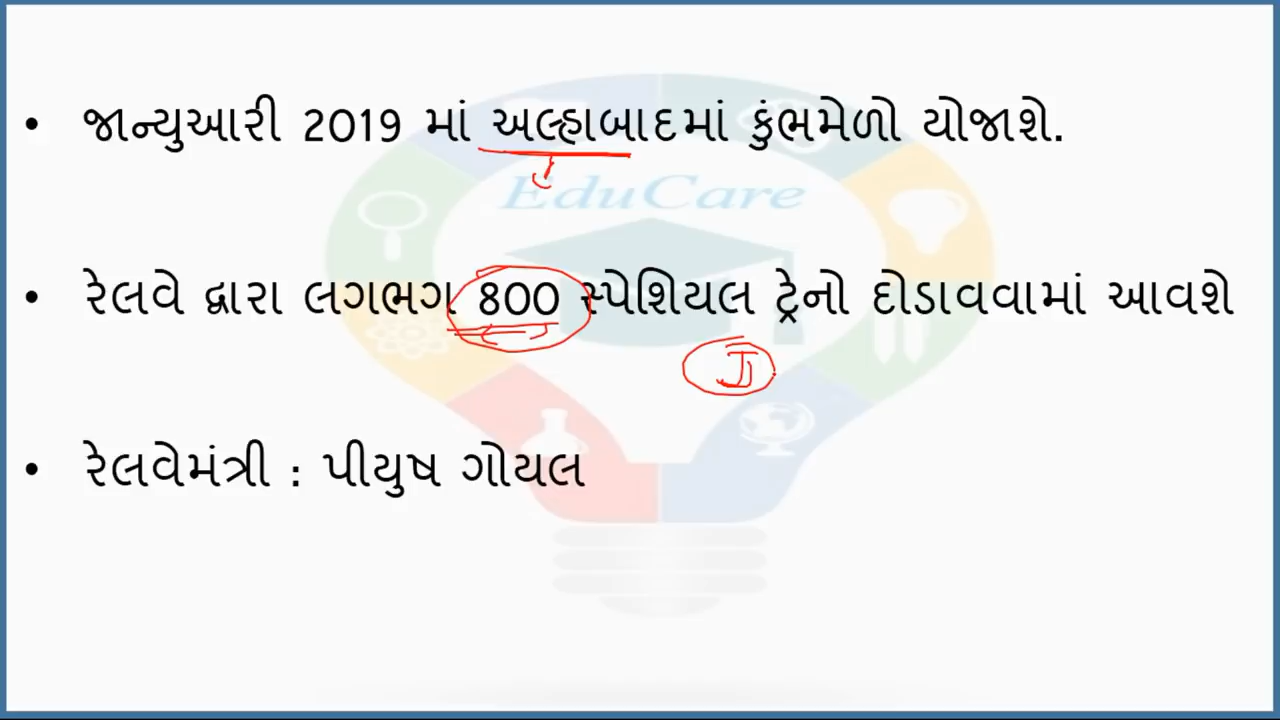 • જાન્યુઆરી 2019 માં અલ્હાબાદમાં કુંભમેળો યોજાશે.
EduCare
• રેલવે દ્વારા લગભગ 800 સ્પેશિયલ ટ્રેનો દોડાવવામાં આવશે
• રેલવેમંત્રી : પીયુષ ગોયલ